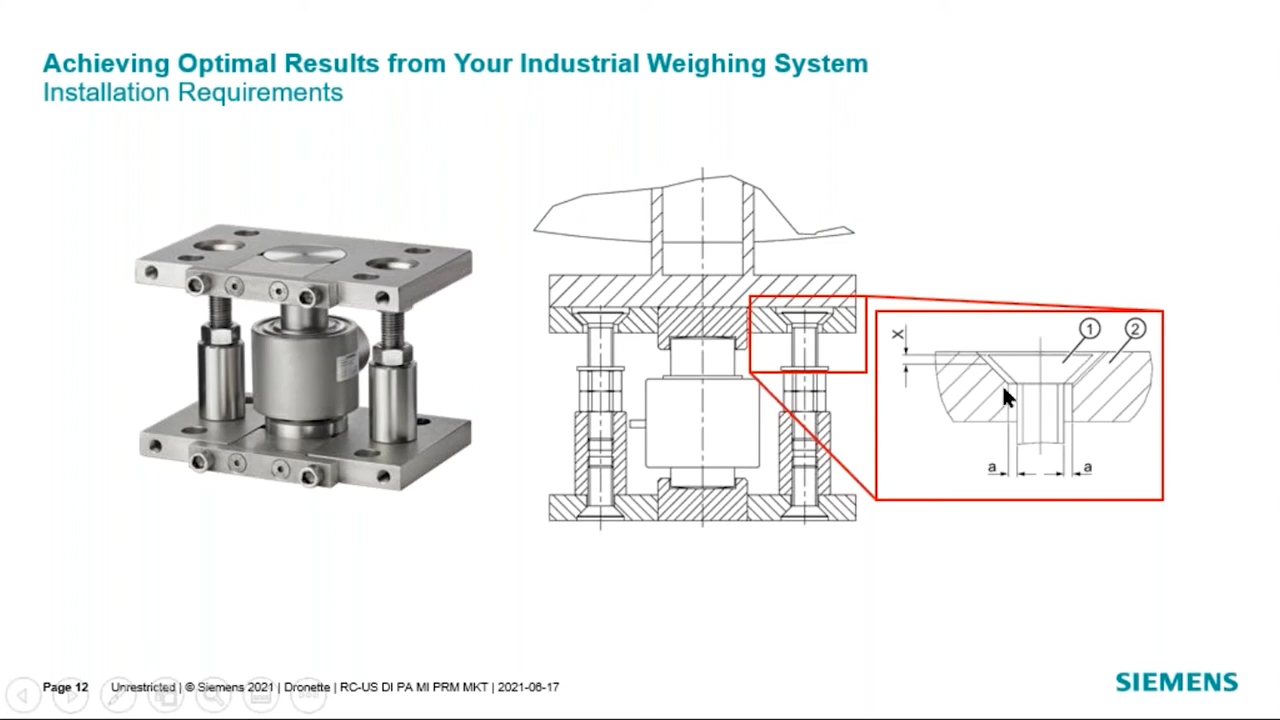 Achieving Optimal Results from Your Industrial Weighing System
Installation Requirements
X
1
2
a
a
Page 12 Unrestricted | © Siemens 2021 | Dronette | RC-US DI PA MI PRM MKT | 2021-06-17
SIEMENS